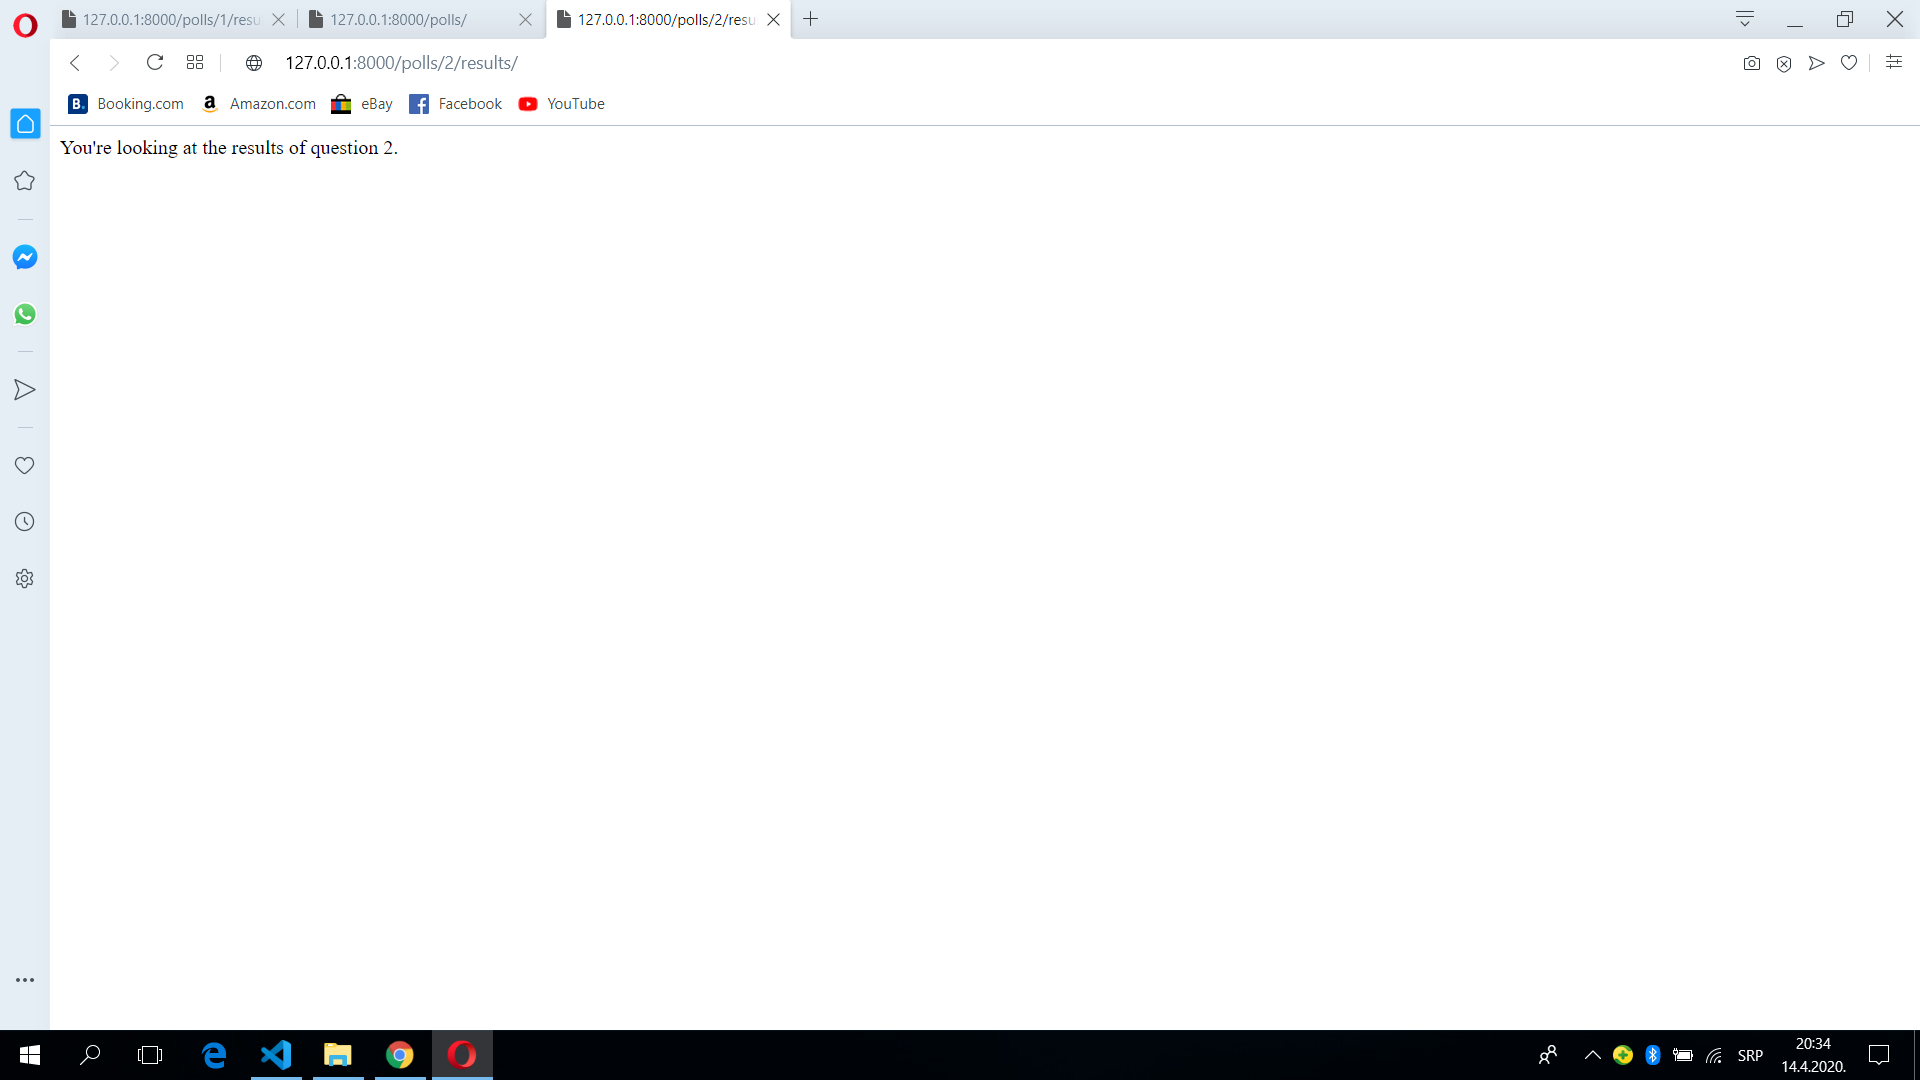 127.0.0.1:8000/polls/1/resu
127.0.0.1:8000/polls/
127.0.0.1:8000/polls/2/resu
127.0.0.1:8000/polls/2/results/
B. Booking.com
a Amazon.com
eBay
Facebook
YouTube
You're looking at the results of question 2.
SRP
20:34
14.4.2020.